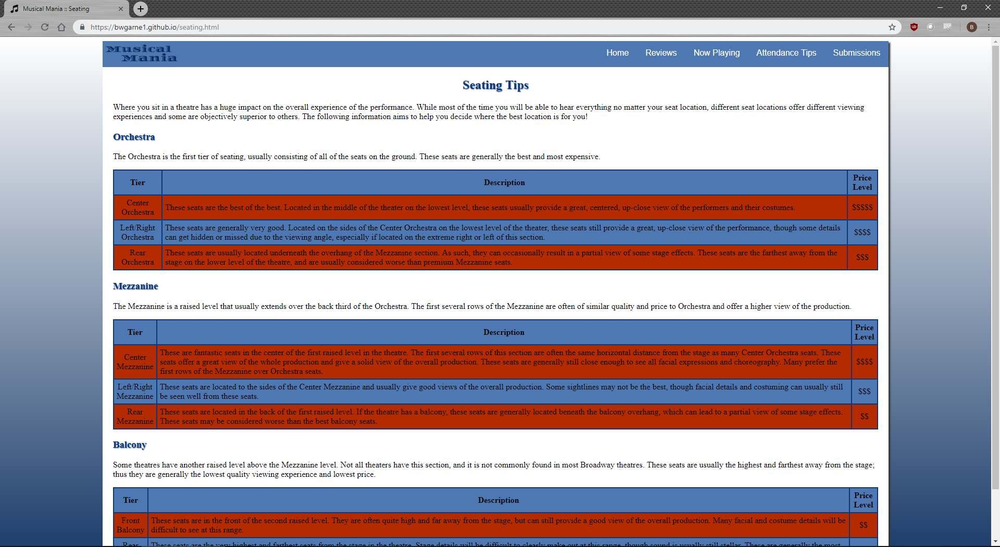 Musical Mania :: Seating
https://bwgarne1.github.io/seating.html
B
Musical
Mania
Home Reviews Now Playing Attendance Tips Submissions
Seating Tips
Where you sit in a theatre has a huge impact on the overall experience of the performance. While most of the time you will be able to hear everything no matter your seat location, different seat locations offer different viewing
experiences and some are objectively superior to others. The following information aims to help you decide where the best location is for you!
Orchestra
The Orchestra is the first tier of seating, usually consisting of all of the seats on the ground. These seats are generally the best and most expensive.
Tier Description Price
Level
Center
Orchestra
These seats are the best of the best. Located in the middle of the theater on the lowest level, these seats usually provide a great, centered, up-close view of the performers and their costumes.
$$$$$
Left/Right
Orchestra
These seats are generally very good. Located on the sides of the Center Orchestra on the lowest level of the theater, these seats still provide a great, up-close view of the performance, though some details
can get hidden or missed due to the viewing angle, especially if located on the extreme right or left of this section.
$$$$
Rear
Orchestra
These seats are usually located underneath the overhang of the Mezzanine section. As such, they can occasionally result in a partial view of some stage effects. These seats are the farthest away from the
stage on the lower level of the theatre, and are usually considered worse than premium Mezzanine seats.
$$$
Mezzanine
The Mezzanine is a raised level that usually extends over the back third of the Orchestra. The first several rows of the Mezzanine are often of similar quality and price to Orchestra and offer a higher view of the production.
Tier Description Price
Level
Center
Mezzanine
These are fantastic seats in the center of the first raised level in the theatre. The first several rows of this section are often the same horizontal distance from the stage as many Center Orchestra seats. These
seats offer a great view of the whole production and give a solid view of the overall production. These seats are generally still close enough to see all facial expressions and choreography. Many prefer the
first rows of the Mezzanine over Orchestra seats.
$$$$
Left/Right
Mezzanine
These seats are located to the sides of the Center Mezzanine and usually give good views of the overall production. Some sightlines may not be the best, though facial details and costuming can usually still
be seen well from these seats.
$$$
Rear
Mezzanine
These seats are located in the back of the first raised level. If the theatre has a balcony, these seats are generally located beneath the balcony overhang, which can lead to a partial view of some stage effects.
These seats may be considered worse than the best balcony seats.
$$
Balcony
Some theatres have another raised level above the Mezzanine level. Not all theaters have this section, and it is not commonly found in most Broadway theatres. These seats are usually the highest and farthest away from the stage;
thus they are generally the lowest quality viewing experience and lowest price.
Tier Description Price
Level
Front
Balcony
These seats are in the front of the second raised level. They are often quite high and far away from the stage, but can still provide a good view of the overall production. Many facial and costume details will be
difficult to see at this range.
$$
Rear
These seats are the very highest and farthest seats from the stage in the theatre. Stage details will be difficult to clearly make out at this range, though sound is usually still stellar. These are generally the most